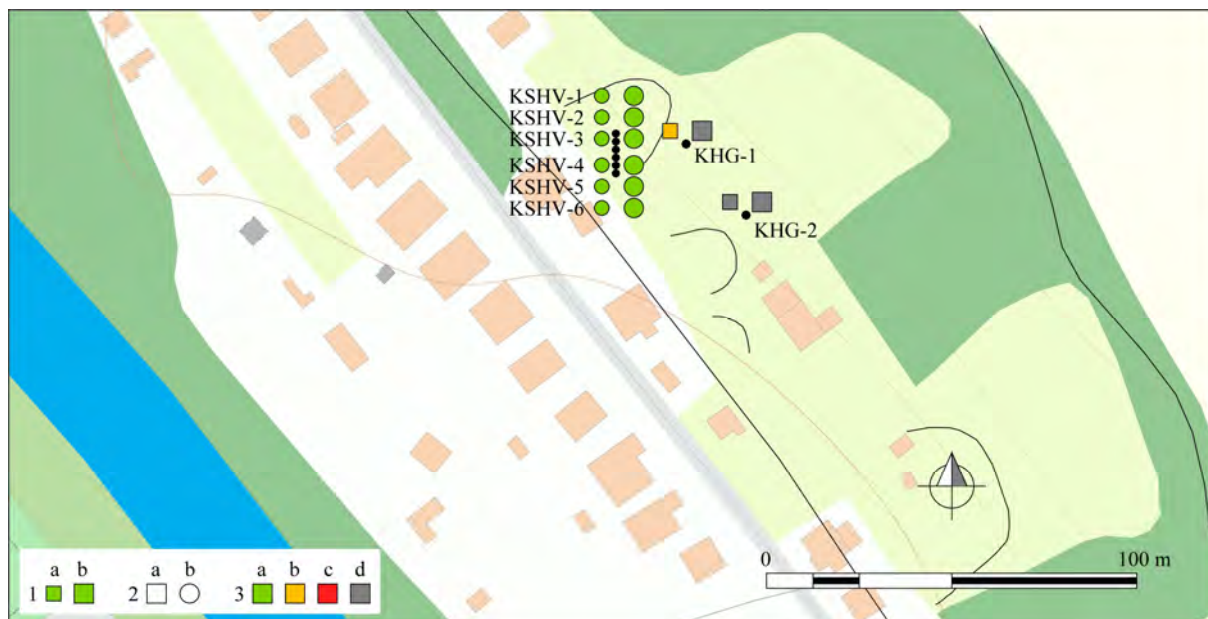 KSHV-1
KSHV-2
KSHV-3
KSHV-4
KSHV-5
KSHV-6
KHG-1
KHG-2
0 100 m
a b a b a b c d
1 2 3